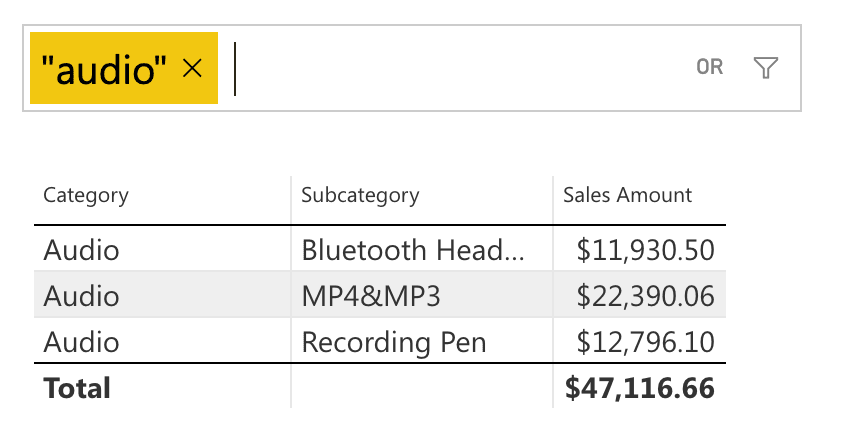 "audio" × OR
Category Subcategory Sales Amount
Audio Bluetooth Head... $11,930.50
Audio MP4&MP3 $22,390.06
Audio Recording Pen $12,796.10
Total $47,116.66